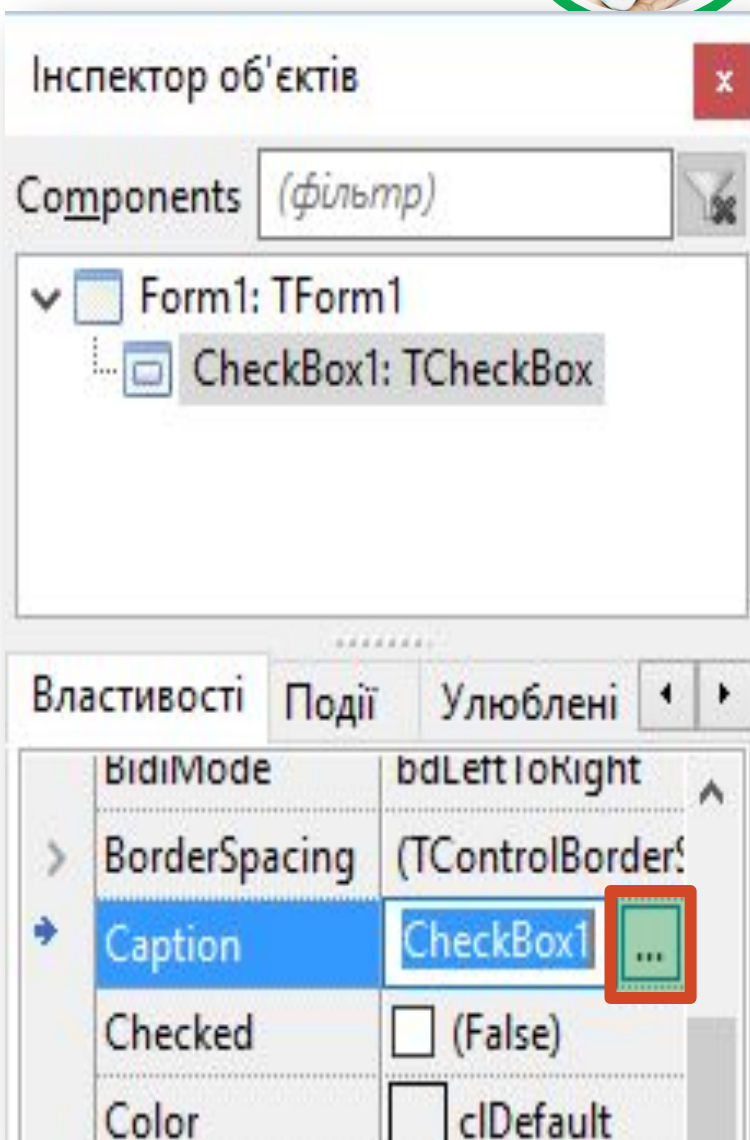 Інспектор об'єктів
x
Components (фільтр)
Form1: TForm1
CheckBox1: TCheckBox
Властивості Події Улюблені
BidiMode bdLeftToRight
BorderSpacing (TControlBorderS
Caption CheckBox1 ...
Checked (False)
Color clDefault